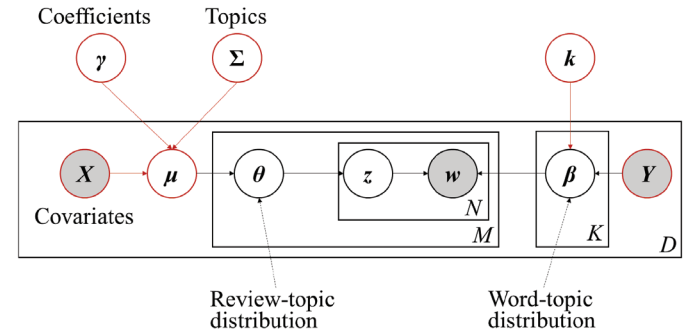 Coefficients Topics
γ Σ k
X μ θ z w β Y
Covariates
N
M K D
Review-topic Word-topic
distribution distribution